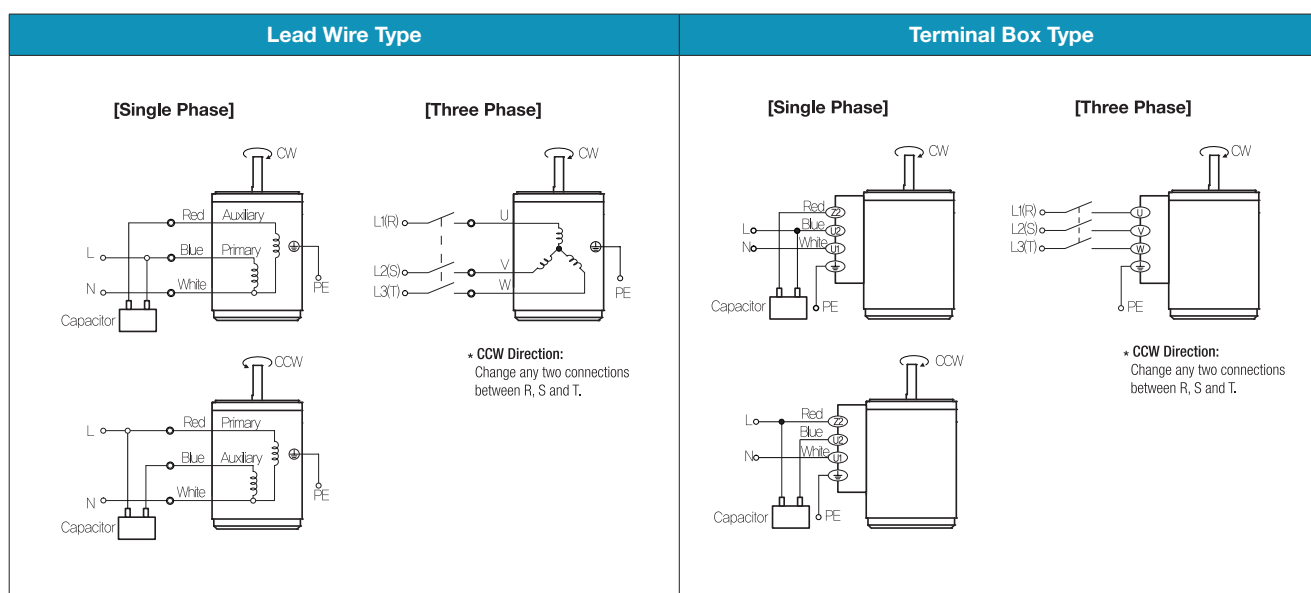 Lead Wire Type
[Single Phase]
[Three Phase]
CW
Red Auxiliary
L Blue Primary
N White
PE
Capacitor
CW
L1(R) U
L2(S) V
L3(T) W
PE
* CCW Direction:
Change any two connections
between R, S and T.
CCW
L Red Primary
Blue Auxiliary
N White
PE
Capacitor
Terminal Box Type
[Single Phase]
[Three Phase]
CW
Red Z2
L Blue U2
N White U1
PE
Capacitor
CW
L1(R) U
L2(S) V
L3(T) W
PE
* CCW Direction:
Change any two connections
between R, S and T.
CCW
L Red Z2
Blue U2
N White U1
PE
Capacitor